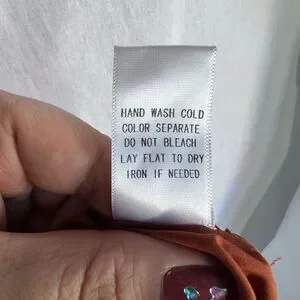 HAND WASH COLD
COLOR SEPARATE
DO NOT BLEACH
LAY FLAT TO DRY
IRON IF NEEDED